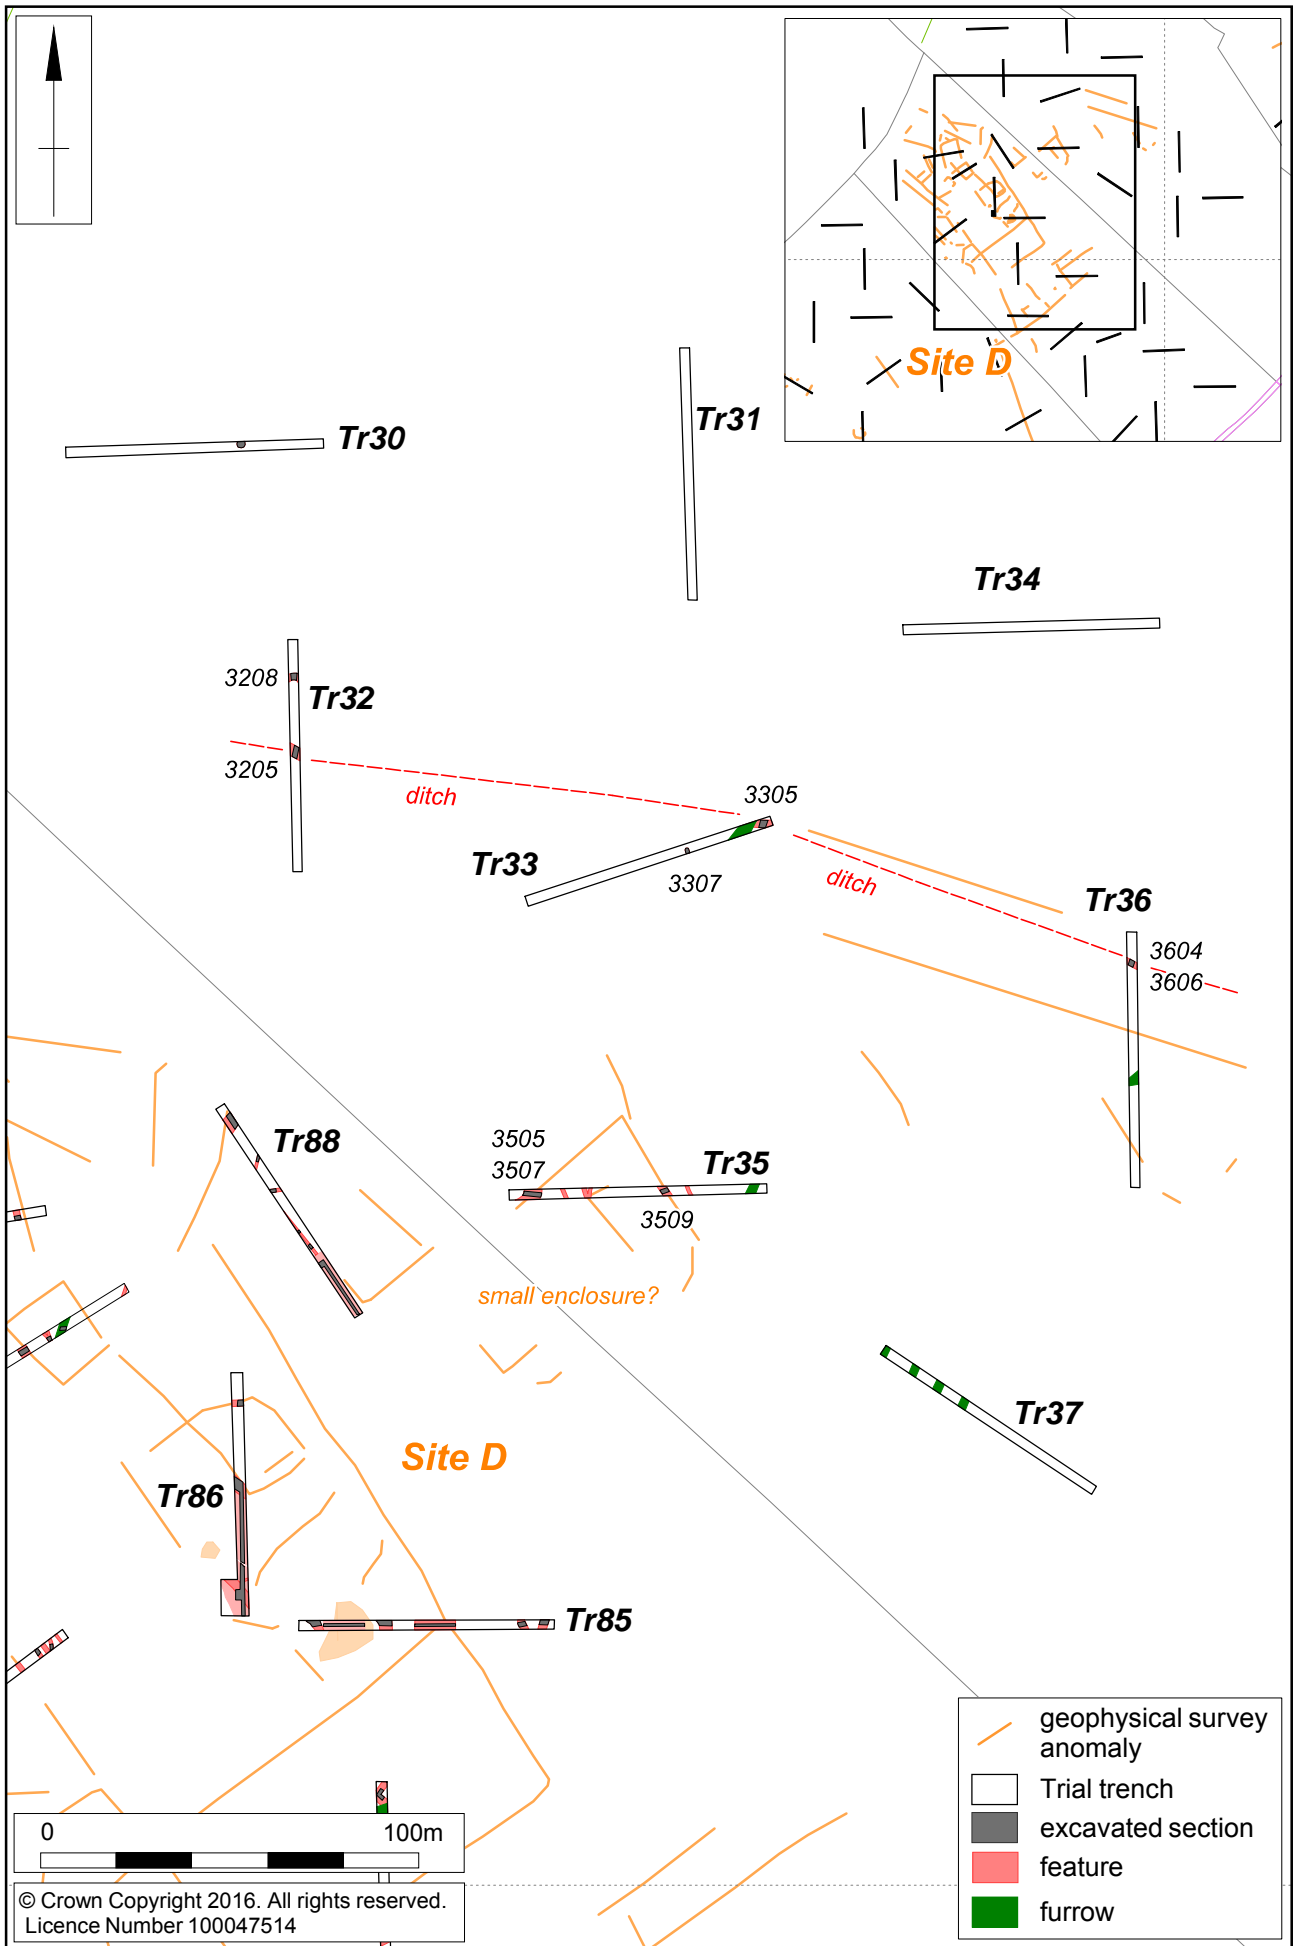 Site D
Tr30
Tr31
Tr34
3208
Tr32
3205
ditch
3305
Tr33
3307
ditch
Tr36
3604
3606
3505
3507
Tr88
Tr35
3509
small enclosure?
Tr37
Site D
Tr86
Tr85
0 100m
© Crown Copyright 2016. All rights reserved.
Licence Number 100047514
geophysical survey
anomaly
Trial trench
excavated section
feature
furrow